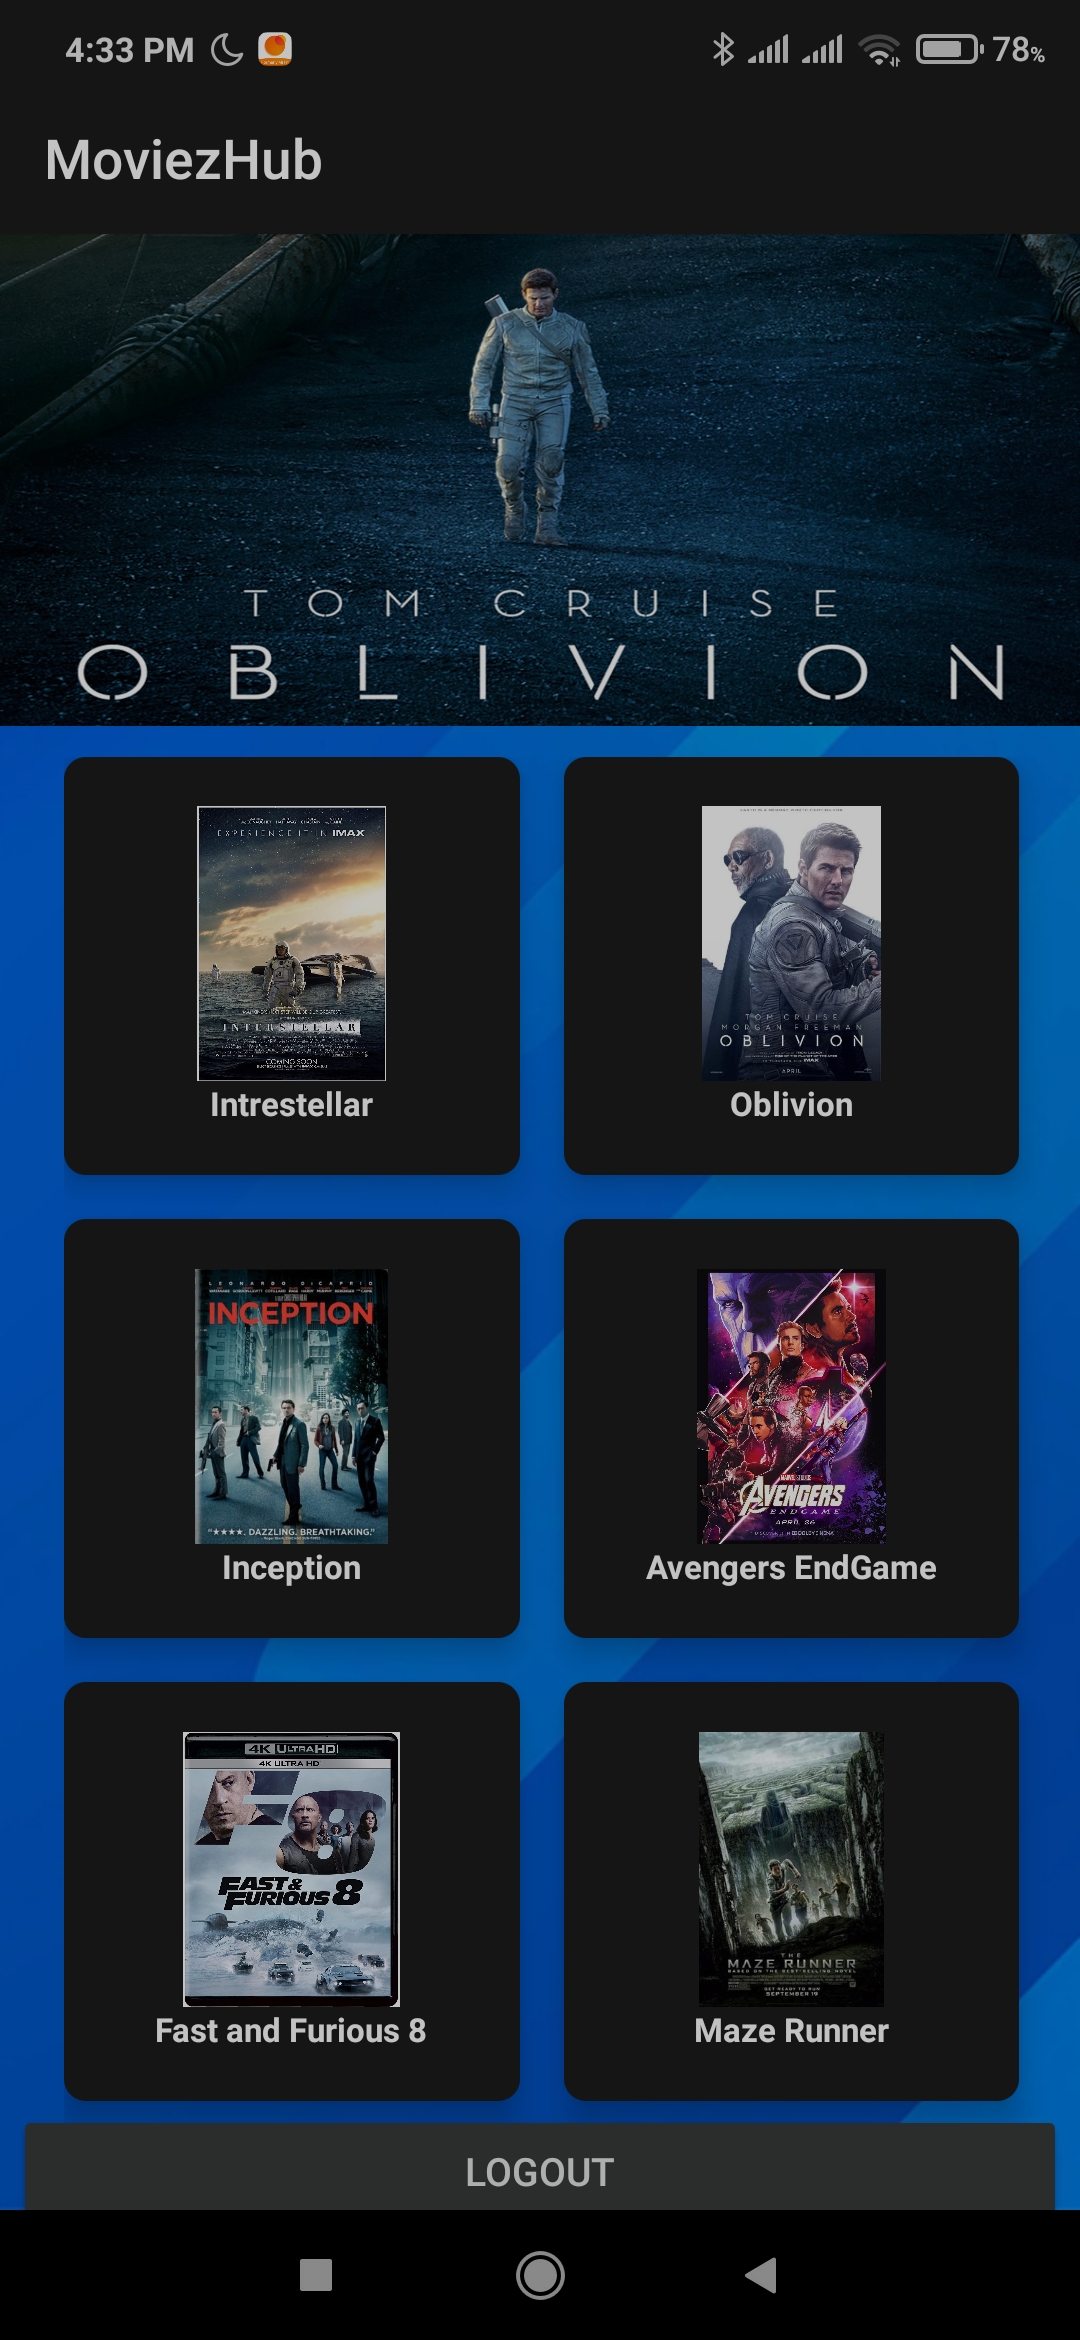 4:33 PM
78%
MoviezHub
TOM CRUISE
OBLIVION
EXPERIENCE IT IN IMAX
INTERSTELLAR
COMING SOON
Intrestellar
TOM CRUISE
MORGAN FREEMAN
OBLIVION
APRIL
Oblivion
LEONARDO DiCAPRIO
INCEPTION
"★★★★. DAZZLING. BREATHTAKING."
Inception
MARVEL STUDIOS
AVENGERS
ENDGAME
APRIL 26
Avengers EndGame
4K ULTRA HD
4K ULTRA HD
F8
FAST &
FURIOUS 8
Fast and Furious 8
THE
MAZE RUNNER
BASED ON THE BEST-SELLING NOVEL
GET READY TO RUN
SEPTEMBER 19
Maze Runner
LOGOUT